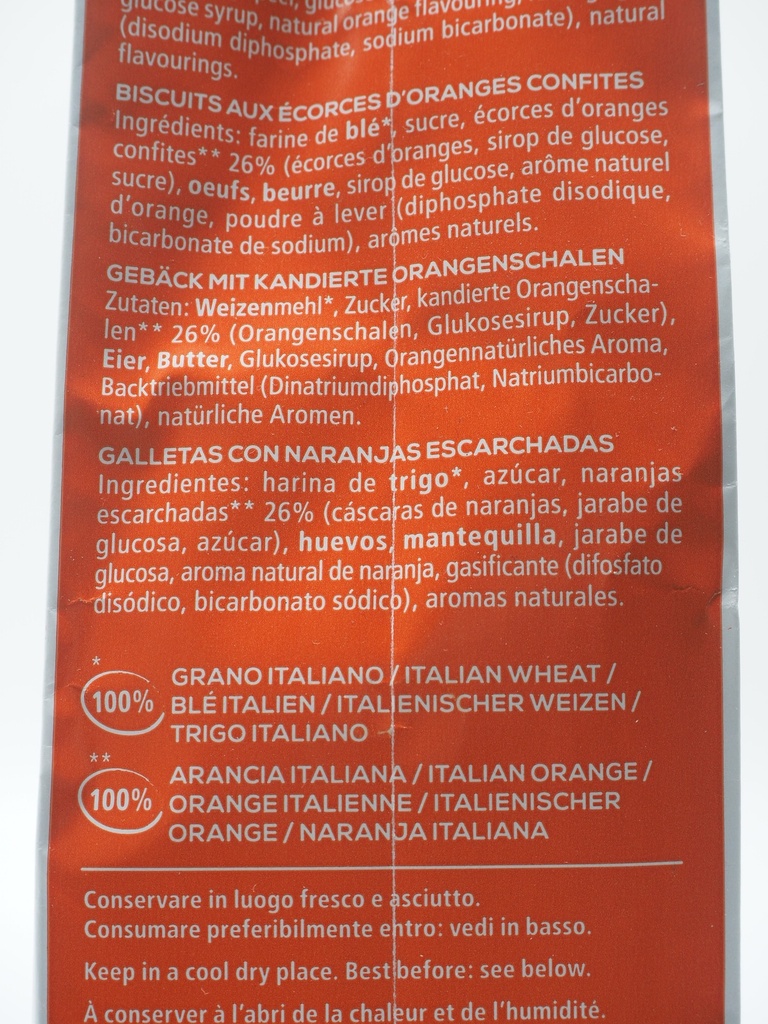 glucose syrup, natural orange flavouring,
(disodium diphosphate, sodium bicarbonate), natural
flavourings.
BISCUITS AUX ÉCORCES D'ORANGES CONFITES
Ingrédients: farine de blé*, sucre, écorces d'oranges
confites** 26% (écorces d'oranges, sirop de glucose,
sucre), oeufs, beurre, sirop de glucose, arôme naturel
d'orange, poudre à lever (diphosphate disodique,
bicarbonate de sodium), arômes naturels.
GEBÄCK MIT KANDIERTE ORANGENSCHALEN
Zutaten: Weizenmehl*, Zucker, kandierte Orangenscha-
len** 26% (Orangenschalen, Glukosesirup, Zucker),
Eier, Butter, Glukosesirup, Orangennatürliches Aroma,
Backtriebmittel (Dinatriumdiphosphat, Natriumbicarbo-
nat), natürliche Aromen.
GALLETAS CON NARANJAS ESCARCHADAS
Ingredientes: harina de trigo*, azúcar, naranjas
escarchadas** 26% (cáscaras de naranjas, jarabe de
glucosa, azúcar), huevos, mantequilla, jarabe de
glucosa, aroma natural de naranja, gasificante (difosfato
disódico, bicarbonato sódico), aromas naturales.
*
100%
GRANO ITALIANO / ITALIAN WHEAT /
BLÉ ITALIEN / ITALIENISCHER WEIZEN /
TRIGO ITALIANO
**
100%
ARANCIA ITALIANA / ITALIAN ORANGE /
ORANGE ITALIENNE / ITALIENISCHER
ORANGE / NARANJA ITALIANA
Conservare in luogo fresco e asciutto.
Consumare preferibilmente entro: vedi in basso.
Keep in a cool dry place. Best before: see below.
À conserver à l'abri de la chaleur et de l'humidité.